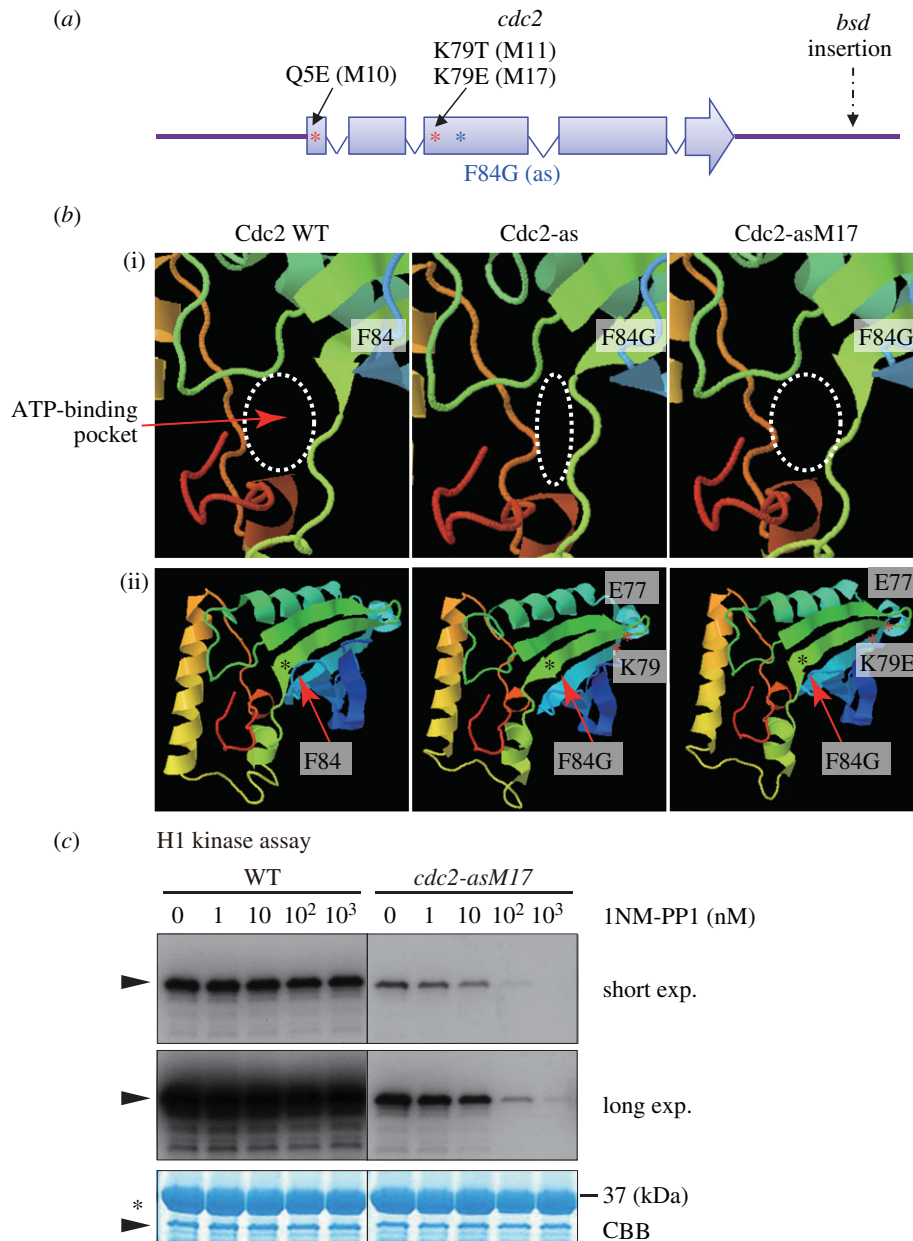 (a)
cdc2
bsd
insertion
K79T (M11)
Q5E (M10)
K79E (M17)
* * *
F84G (as)
(b)
Cdc2 WT Cdc2-as Cdc2-asM17
(i)
F84 F84G F84G
ATP-binding
pocket
(ii)
E77 E77
* * * * * * *
K79 K79E
F84 F84G F84G
(c) H1 kinase assay
WT cdc2-asM17
0 1 10 10² 10³ 0 1 10 10² 10³ 1NM-PP1 (nM)
short exp.
long exp.
37 (kDa)
*
CBB